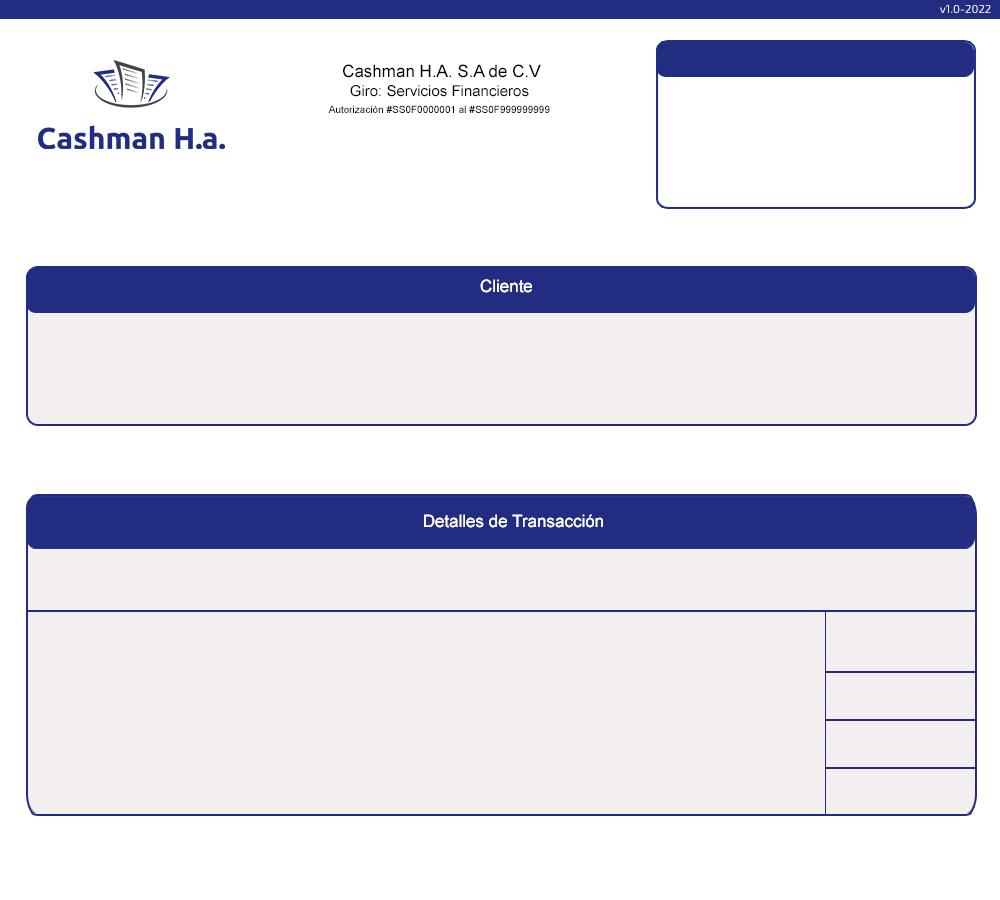 v1.0-2022
Cashman H.A. S.A de C.V
Giro: Servicios Financieros
Autorización #SS0F0000001 al #SS0F999999999
Cashman H.a.
Cliente
Detalles de Transacción